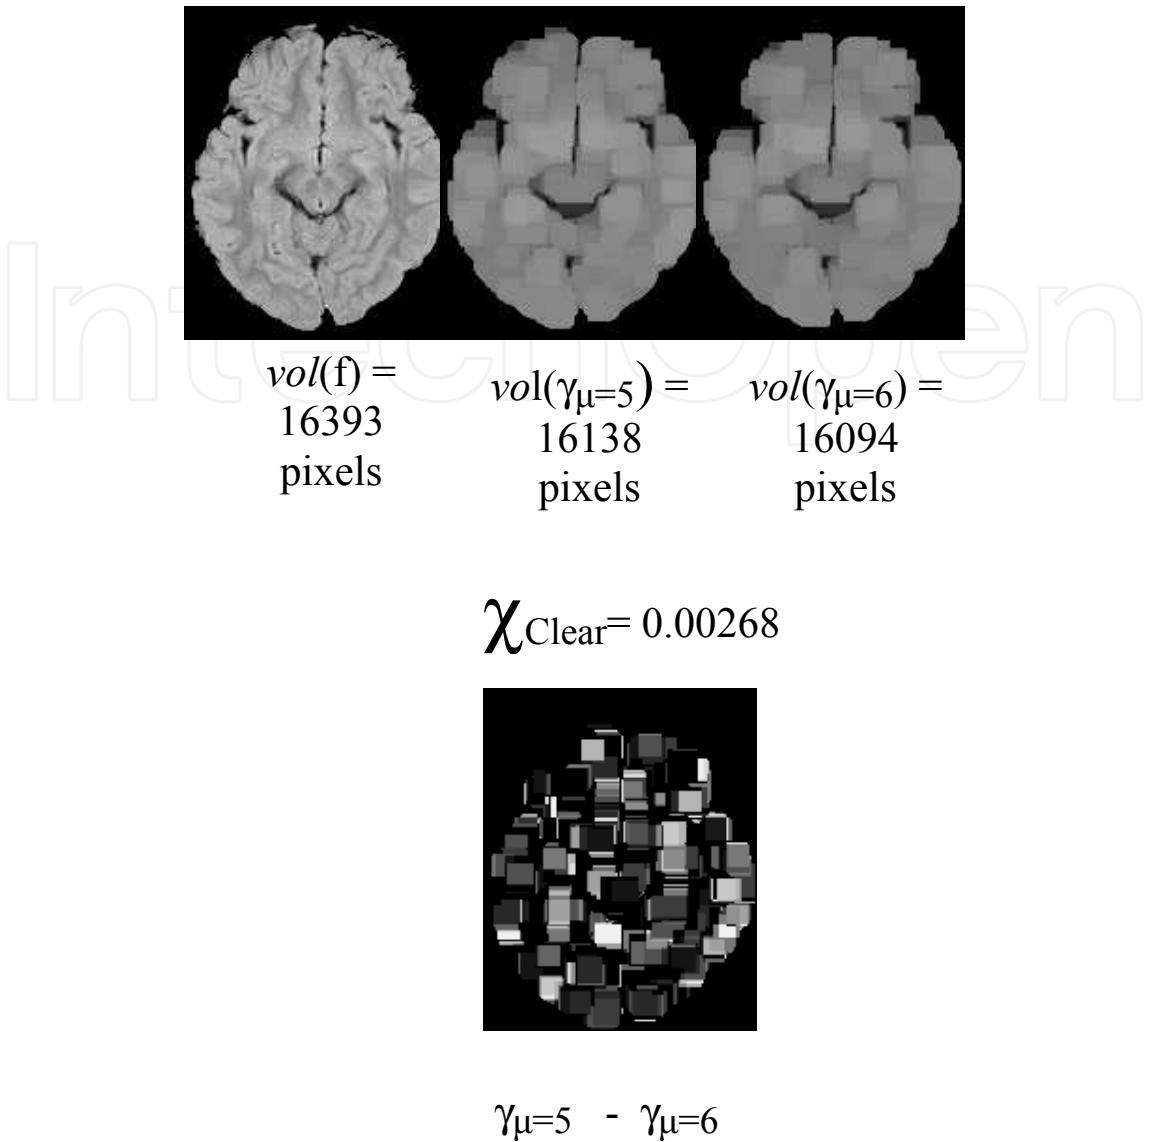 IntechOpen
vol(f) =
16393
pixels
vol(γμ=5) =
16138
pixels
vol(γμ=6) =
16094
pixels
χClear= 0.00268
γμ=5 - γμ=6